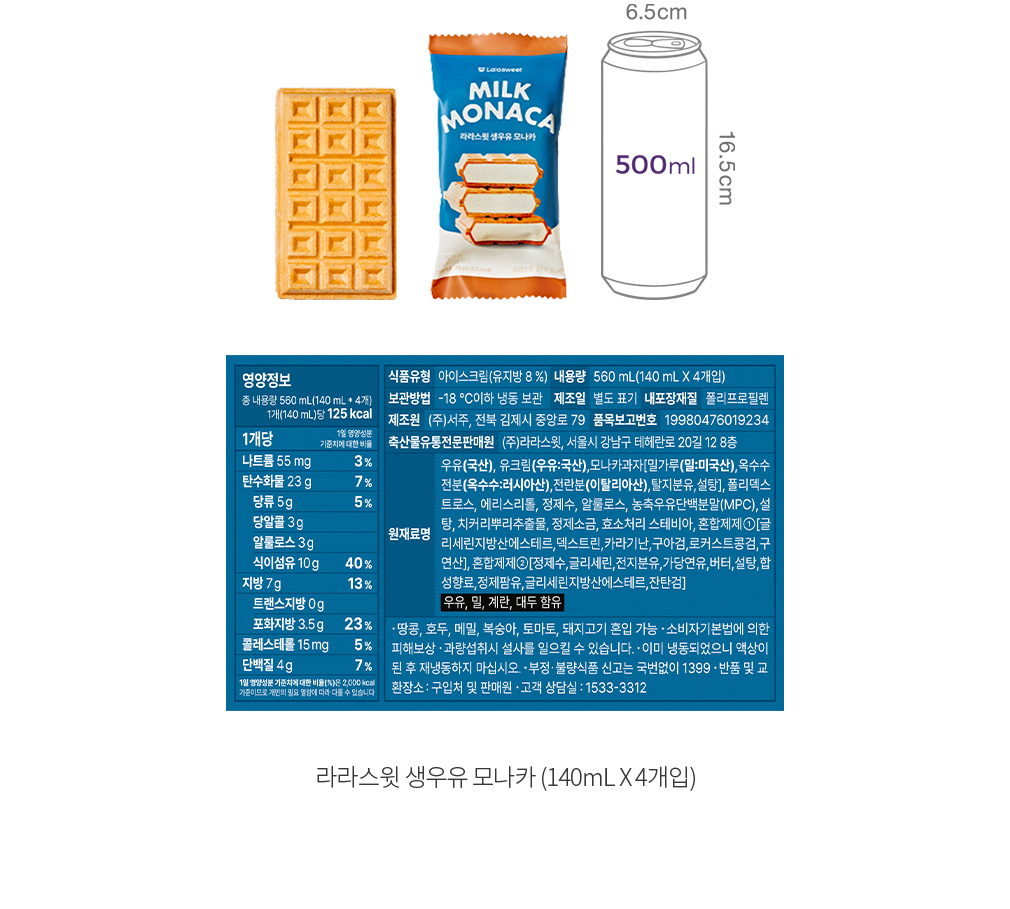 6.5cm
Lalasweet
MILK
MONACA
라라스윗 생우유 모나카
500ml
16.5cm
영양정보
총 내용량 560 mL(140 mL * 4개)
1개(140 mL)당 125 kcal
1개당 1일 영양성분 기준치에 대한 비율
나트륨 55 mg 3 %
탄수화물 23 g 7 %
당류 5 g 5 %
당알콜 3 g
알룰로스 3 g
식이섬유 10 g 40 %
지방 7 g 13 %
트랜스지방 0 g
포화지방 3.5 g 23 %
콜레스테롤 15 mg 5 %
단백질 4 g 7 %
1일 영양성분 기준치에 대한 비율(%)은 2,000 kcal
기준이므로 개인의 필요 열량에 따라 다를 수 있습니다
식품유형 아이스크림(유지방 8 %) 내용량 560 mL(140 mL X 4개입)
보관방법 -18 ℃이하 냉동 보관 제조일 별도 표기 내포장재질 폴리프로필렌
제조원 (주)서주, 전북 김제시 중앙로 79 품목보고번호 19980476019234
축산물유통전문판매원 (주)라라스윗, 서울시 강남구 테헤란로 20길 12 8층
원재료명
우유(국산), 유크림(우유:국산),모나카과자[밀가루(밀:미국산),옥수수
전분(옥수수:러시아산),전란분(이탈리아산),탈지분유,설탕], 폴리덱스
트로스, 에리스리톨, 정제수, 알룰로스, 농축우유단백분말(MPC),설
탕, 치커리뿌리추출물, 정제소금, 효소처리 스테비아, 혼합제제①[글
리세린지방산에스테르,덱스트린,카라기난,구아검,로커스트콩검,구
연산], 혼합제제②[정제수,글리세린,전지분유,가당연유,버터,설탕,합
성향료,정제팜유,글리세린지방산에스테르,잔탄검]
우유, 밀, 계란, 대두 함유
·땅콩, 호두, 메밀, 복숭아, 토마토, 돼지고기 혼입 가능 ·소비자기본법에 의한
피해보상 ·과량섭취시 설사를 일으킬 수 있습니다. ·이미 냉동되었으니 액상이
된 후 재냉동하지 마십시오. ·부정·불량식품 신고는 국번없이 1399 ·반품 및 교
환장소 : 구입처 및 판매원 ·고객 상담실 : 1533-3312
라라스윗 생우유 모나카 (140mL X 4개입)